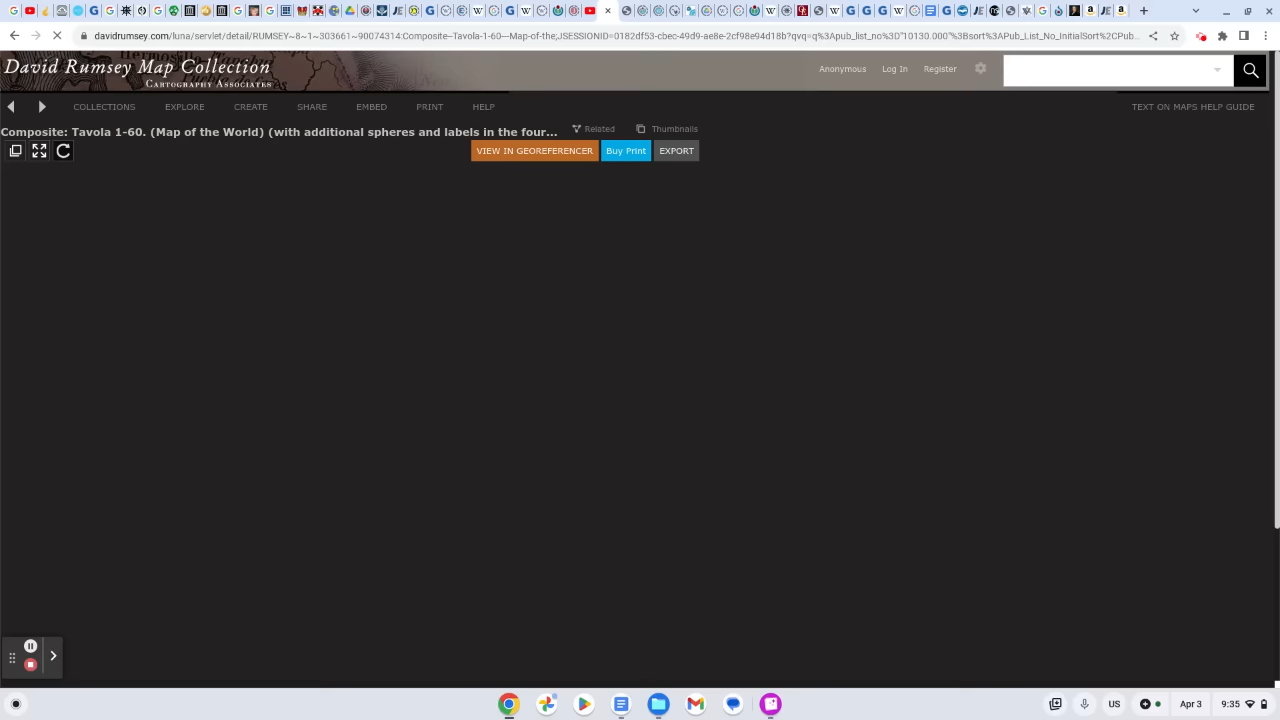 davidrumsey.com/luna/servlet/detail/RUMSEY~8~1~303661~90074314:Composite-Tavola-1-60--Map-of-the,JSESSIONID=0182df53-cbec-49d9-ae8e-2cf98e94d18b?qvq=q%3Apub_list_no%3D"10130.000"%3Bsort%3APub_List_No_InitialSort%2CPub...
David Rumsey Map Collection
Cartography Associates
Anonymous Log In Register
COLLECTIONS EXPLORE CREATE SHARE EMBED PRINT HELP TEXT ON MAPS HELP GUIDE
Composite: Tavola 1-60. (Map of the World) (with additional spheres and labels in the four... Related Thumbnails
VIEW IN GEOREFERENCER Buy Print EXPORT
US Apr 3 9:35